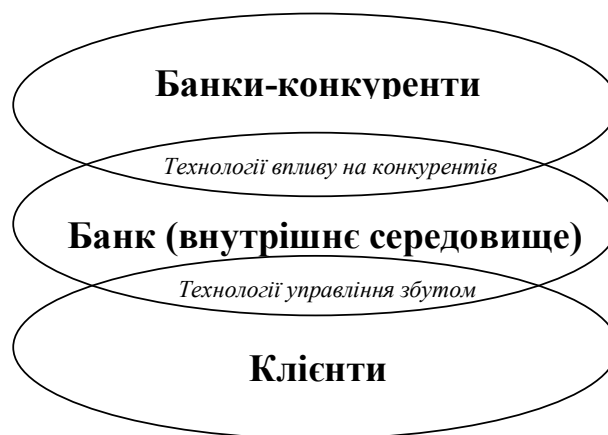 Банки-конкуренти
Технології впливу на конкурентів
Банк (внутрішнє середовище)
Технології управління збутом
Клієнти